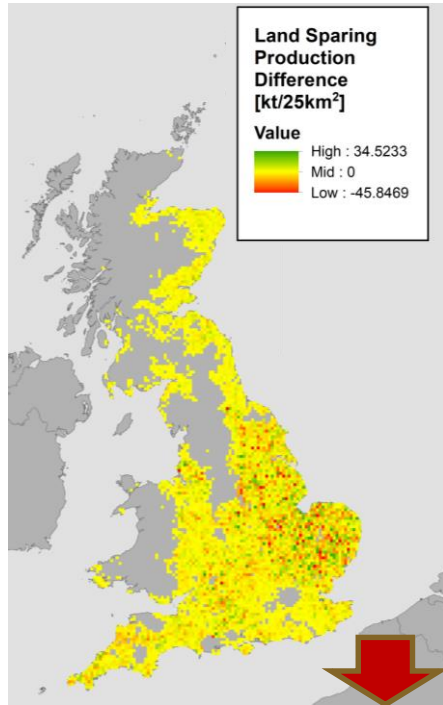 Land Sparing
Production
Difference
[kt/25km²]
Value
High : 34.5233
Mid : 0
Low : -45.8469